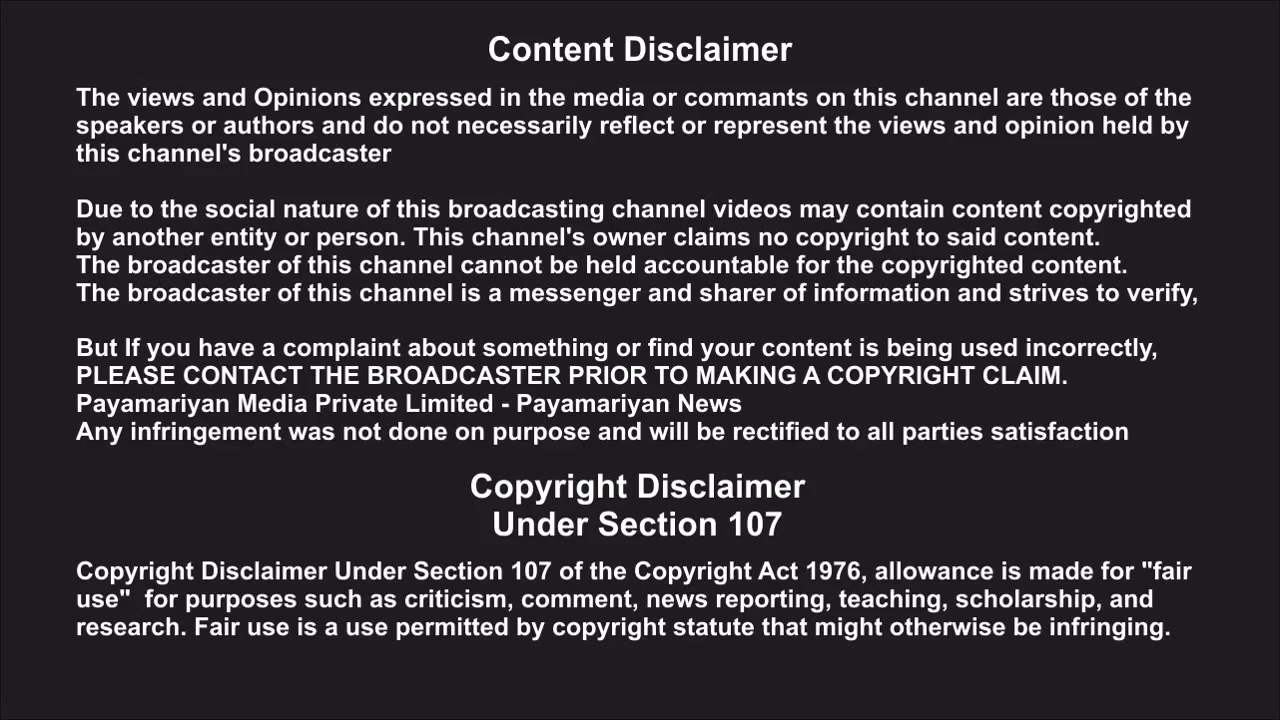 Content Disclaimer
The views and Opinions expressed in the media or commants on this channel are those of the
speakers or authors and do not necessarily reflect or represent the views and opinion held by
this channel's broadcaster
Due to the social nature of this broadcasting channel videos may contain content copyrighted
by another entity or person. This channel's owner claims no copyright to said content.
The broadcaster of this channel cannot be held accountable for the copyrighted content.
The broadcaster of this channel is a messenger and sharer of information and strives to verify,
But If you have a complaint about something or find your content is being used incorrectly,
PLEASE CONTACT THE BROADCASTER PRIOR TO MAKING A COPYRIGHT CLAIM.
Payamariyan Media Private Limited - Payamariyan News
Any infringement was not done on purpose and will be rectified to all parties satisfaction
Copyright Disclaimer
Under Section 107
Copyright Disclaimer Under Section 107 of the Copyright Act 1976, allowance is made for "fair
use"  for purposes such as criticism, comment, news reporting, teaching, scholarship, and
research. Fair use is a use permitted by copyright statute that might otherwise be infringing.